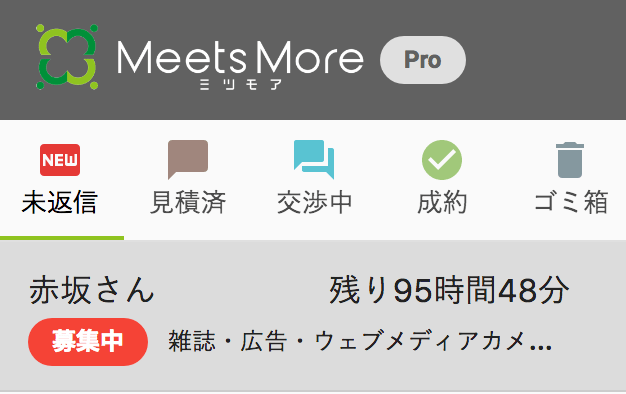 MeetsMore Pro
ミツモア
NEW
未返信 見積済 交渉中 成約 ゴミ箱
赤坂さん 残り95時間48分
募集中 雑誌・広告・ウェブメディアカメ...